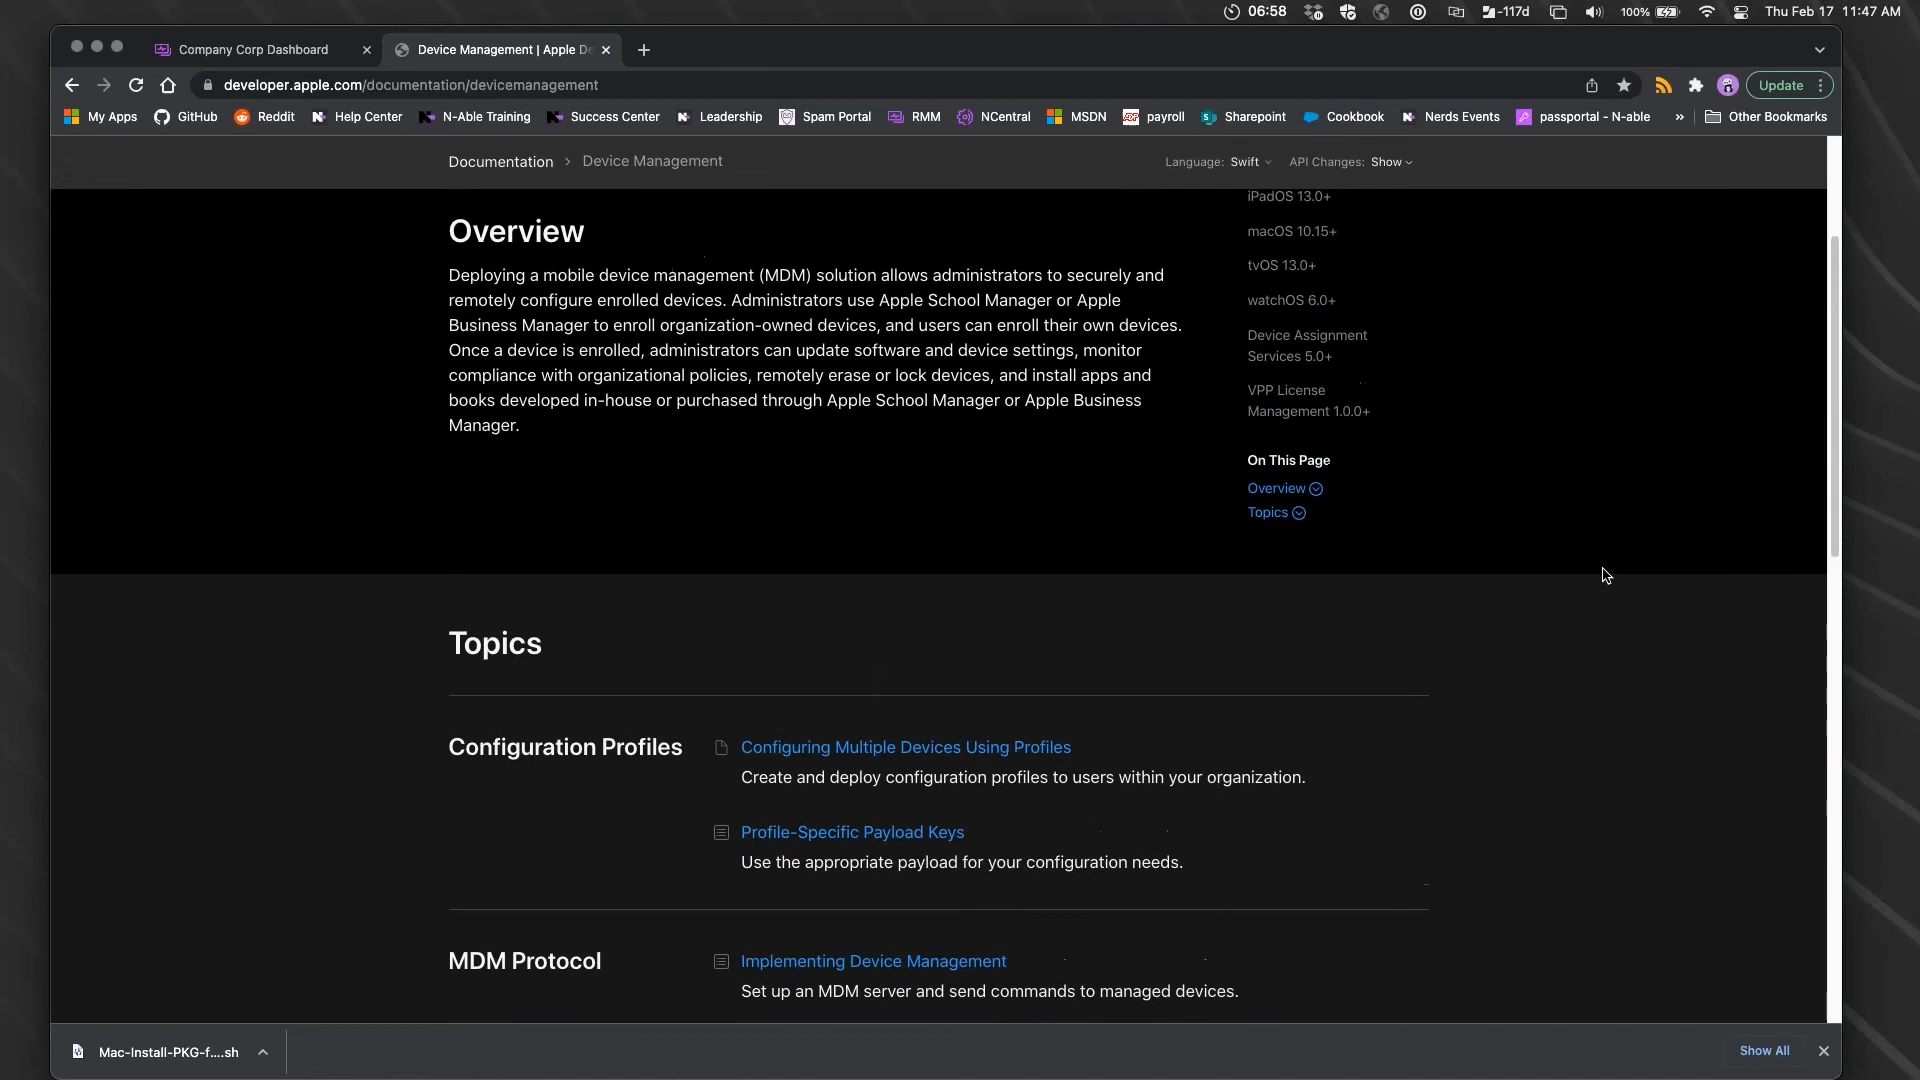 06:58 -117d 100% Thu Feb 17 11:47 AM
Company Corp Dashboard Device Management | Apple De
developer.apple.com/documentation/devicemanagement Update
My Apps GitHub Reddit Help Center N-Able Training Success Center Leadership Spam Portal RMM NCentral MSDN payroll Sharepoint Cookbook Nerds Events passportal - N-able » Other Bookmarks
Documentation > Device Management Language: Swift API Changes: Show
iPadOS 13.0+
Overview
macOS 10.15+
tvOS 13.0+
watchOS 6.0+
Device Assignment
Services 5.0+
VPP License
Management 1.0.0+
Deploying a mobile device management (MDM) solution allows administrators to securely and
remotely configure enrolled devices. Administrators use Apple School Manager or Apple
Business Manager to enroll organization-owned devices, and users can enroll their own devices.
Once a device is enrolled, administrators can update software and device settings, monitor
compliance with organizational policies, remotely erase or lock devices, and install apps and
books developed in-house or purchased through Apple School Manager or Apple Business
Manager.
On This Page
Overview
Topics
Topics
Configuration Profiles
Configuring Multiple Devices Using Profiles
Create and deploy configuration profiles to users within your organization.
Profile-Specific Payload Keys
Use the appropriate payload for your configuration needs.
MDM Protocol
Implementing Device Management
Set up an MDM server and send commands to managed devices.
Mac-Install-PKG-f....sh Show All